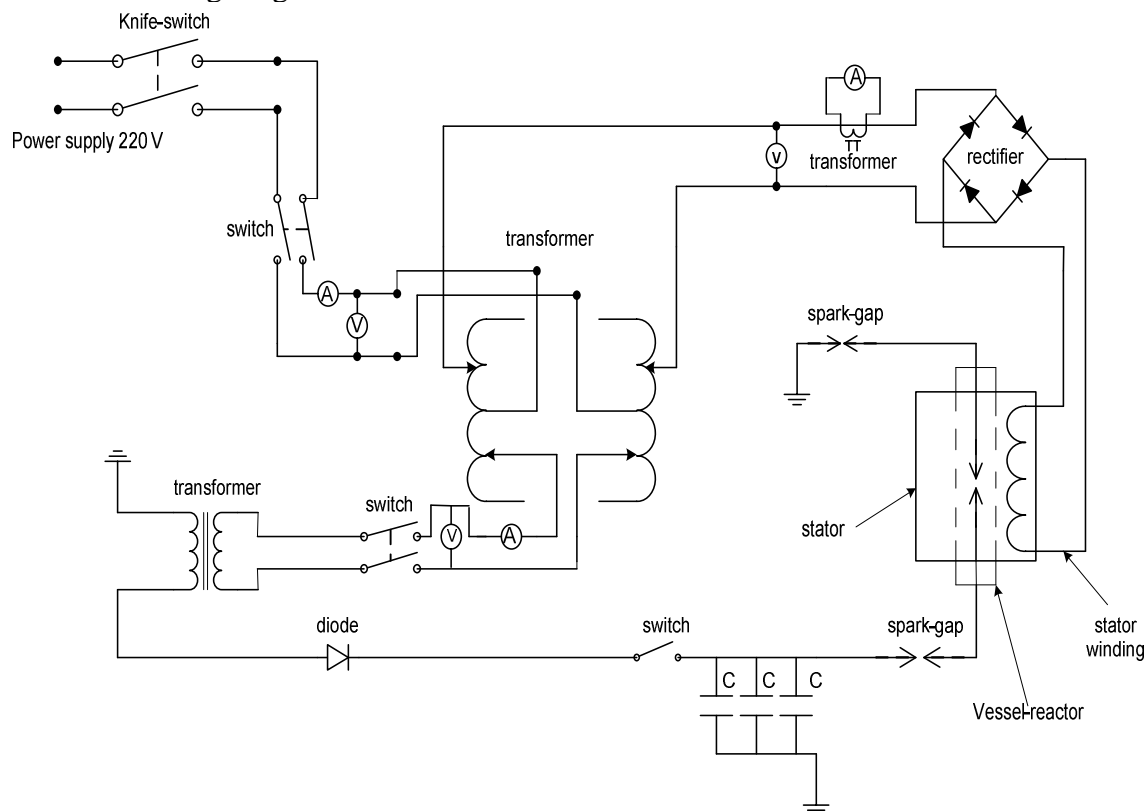 Knife-switch
Power supply 220 V
A
transformer
V
rectifier
switch
transformer
A
V
spark-gap
transformer
switch
V
A
stator
diode
switch
spark-gap
stator
winding
C C C
Vessel-reactor